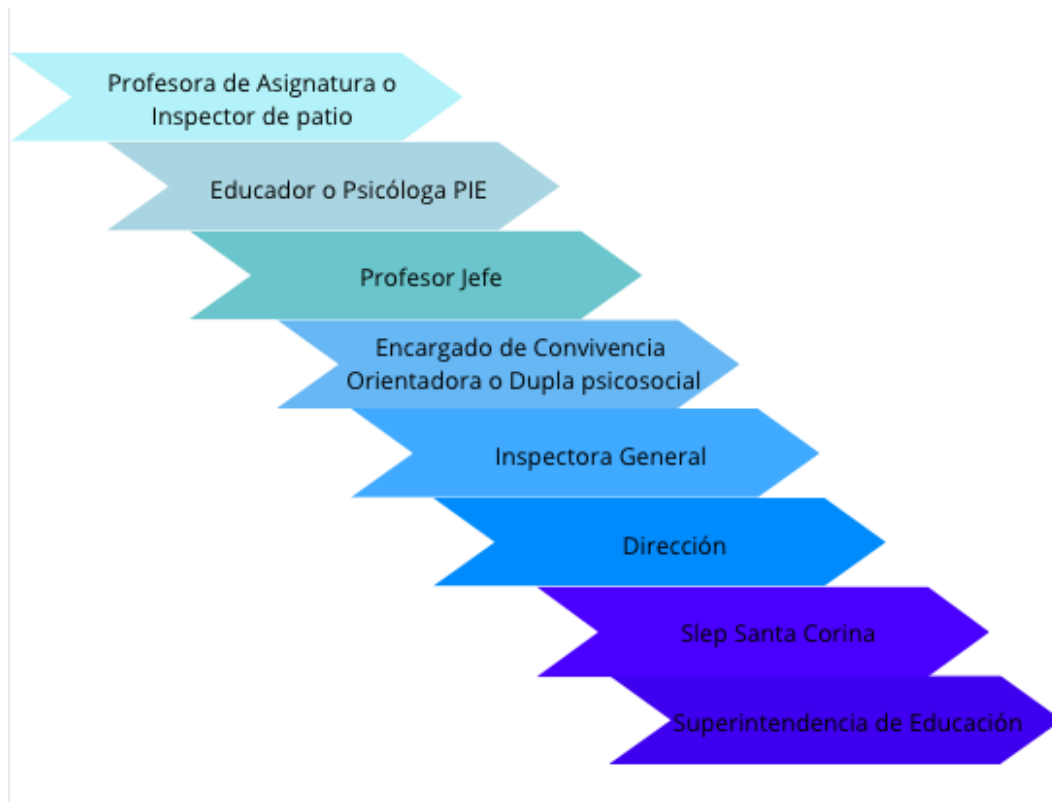 Profesora de Asignatura o
Inspector de patio
Educador o Psicóloga PIE
Profesor Jefe
Encargado de Convivencia
Orientadora o Dupla psicosocial
Inspectora General
Dirección
Slep Santa Corina
Superintendencia de Educación